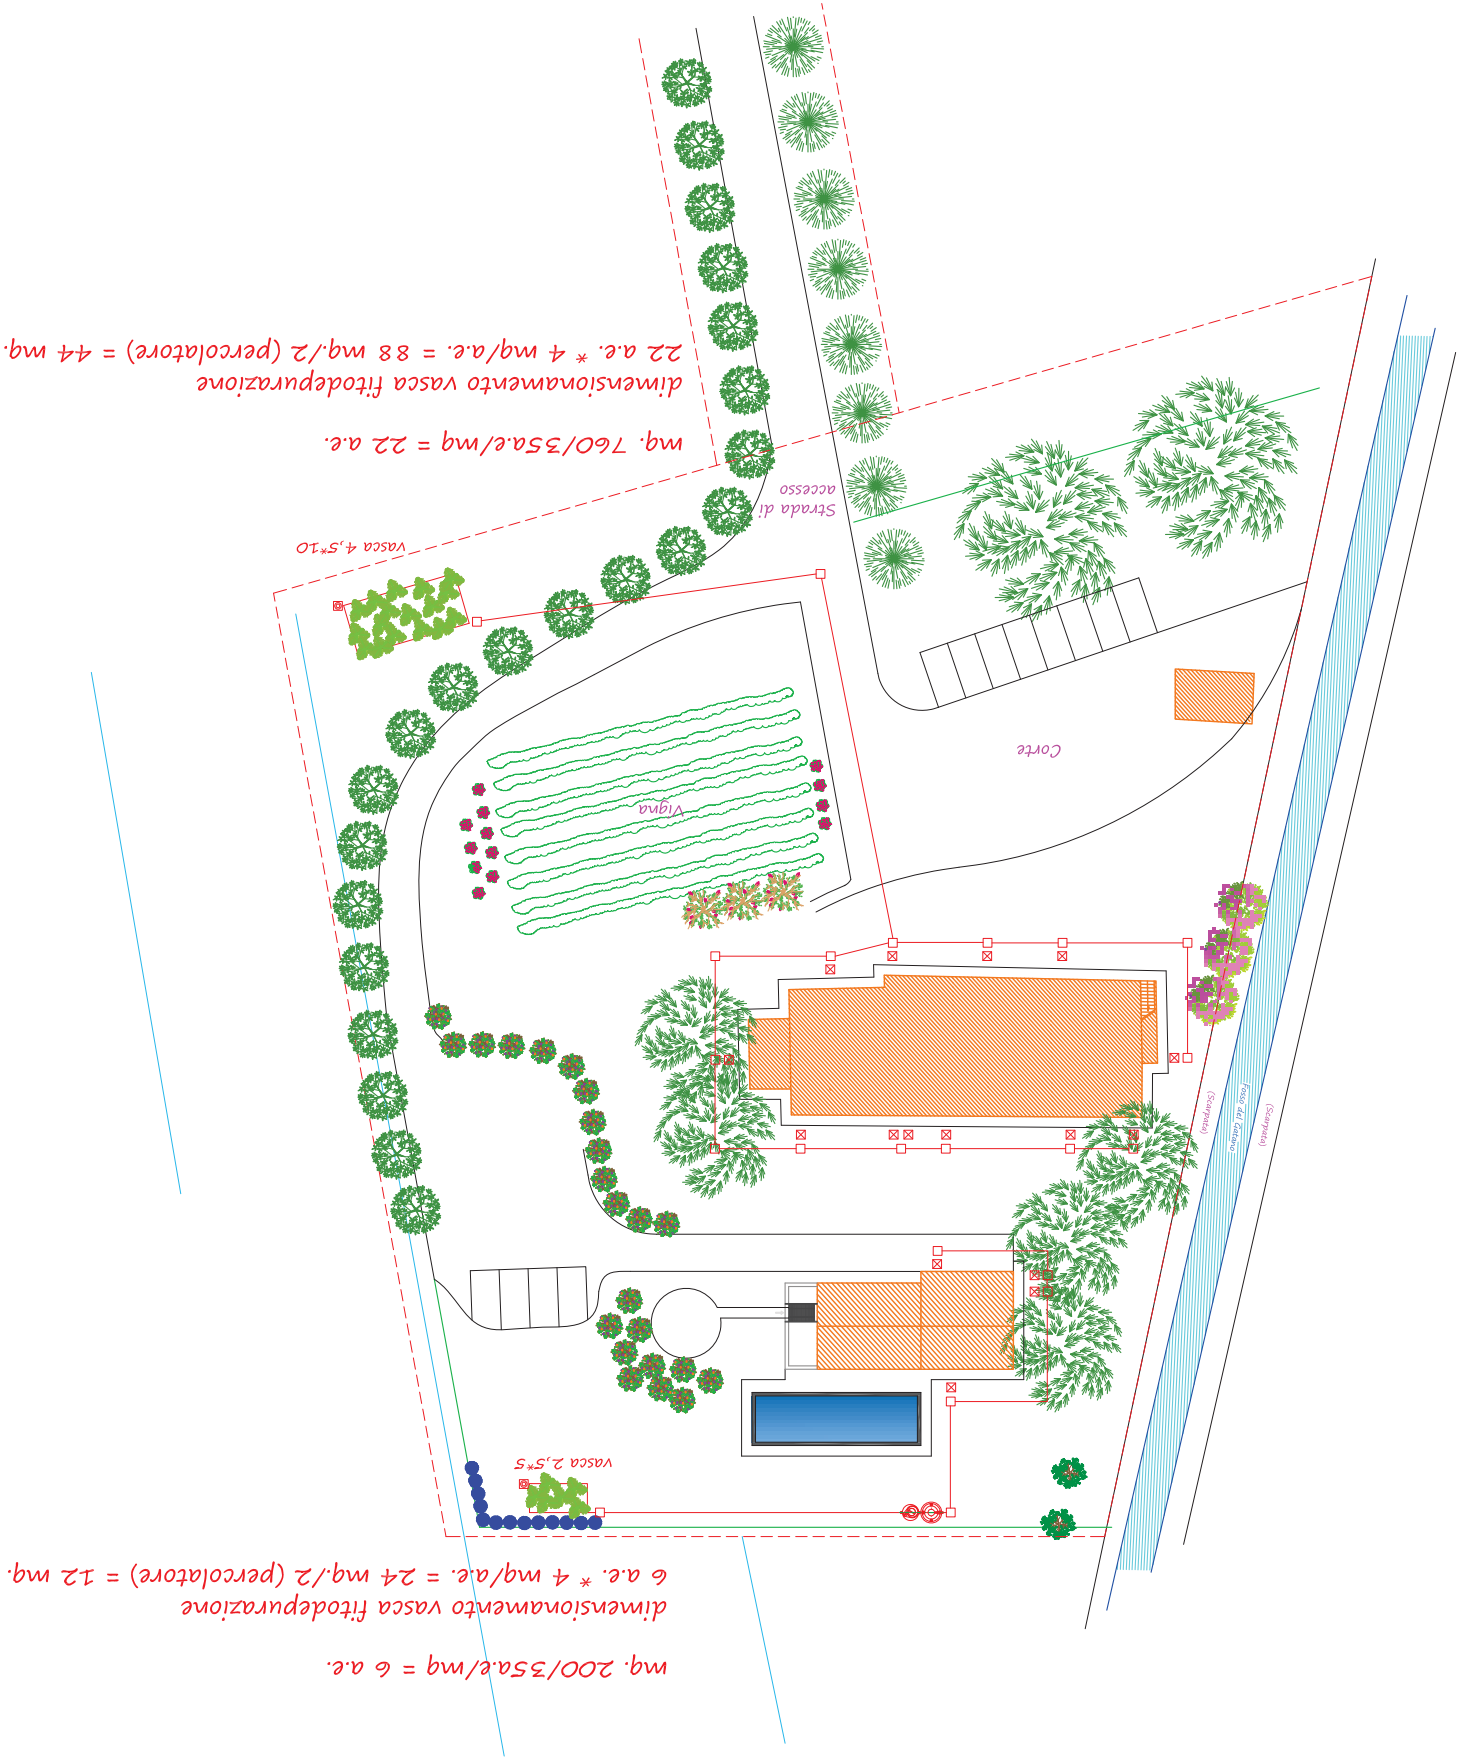 mq. 200/35a.e/mq = 6 a.e.
dimensionamento vasca fitodepurazione
6 a.e. * 4 mq/a.e. = 24 mq./2 (percolatore) = 12 mq.
vasca 2,5*5
(Scarpata)
Fosso del
(Scarpata)
Vigna
Corte
vasca 4,5*10
Strada di
accesso
mq. 760/35a.e/mq = 22 a.e.
dimensionamento vasca fitodepurazione
22 a.e. * 4 mq/a.e. = 88 mq./2 (percolatore) = 44 mq.